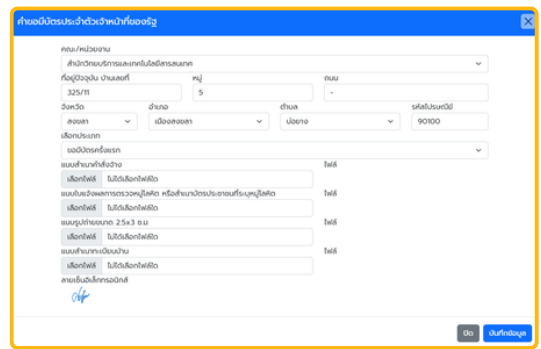 คำขอมีบัตรประจำตัวเจ้าหน้าที่ของรัฐ
คณะ/หน่วยงาน
สำนักวิทยบริการและเทคโนโลยีสารสนเทศ
ที่อยู่ปัจจุบัน บ้านเลขที่ หมู่ ถนน
325/11 5 -
จังหวัด อำเภอ ตำบล รหัสไปรษณีย์
สงขลา เมืองสงขลา บ่อยาง 90100
เลือกประเภท
ขอมีบัตรครั้งแรก
แนบสำเนาคำสั่งจ้าง ไฟล์
เลือกไฟล์ ไม่ได้เลือกไฟล์ใด
แนบใบแจ้งผลการตรวจหมู่โลหิต หรือสำเนาบัตรประชาชนที่ระบุหมู่โลหิต ไฟล์
เลือกไฟล์ ไม่ได้เลือกไฟล์ใด
แนบรูปถ่ายขนาด 2.5x3 ซ.ม. ไฟล์
เลือกไฟล์ ไม่ได้เลือกไฟล์ใด
แนบสำเนาทะเบียนบ้าน ไฟล์
เลือกไฟล์ ไม่ได้เลือกไฟล์ใด
ลายเซ็นอิเล็กทรอนิกส์
ปิด บันทึกข้อมูล